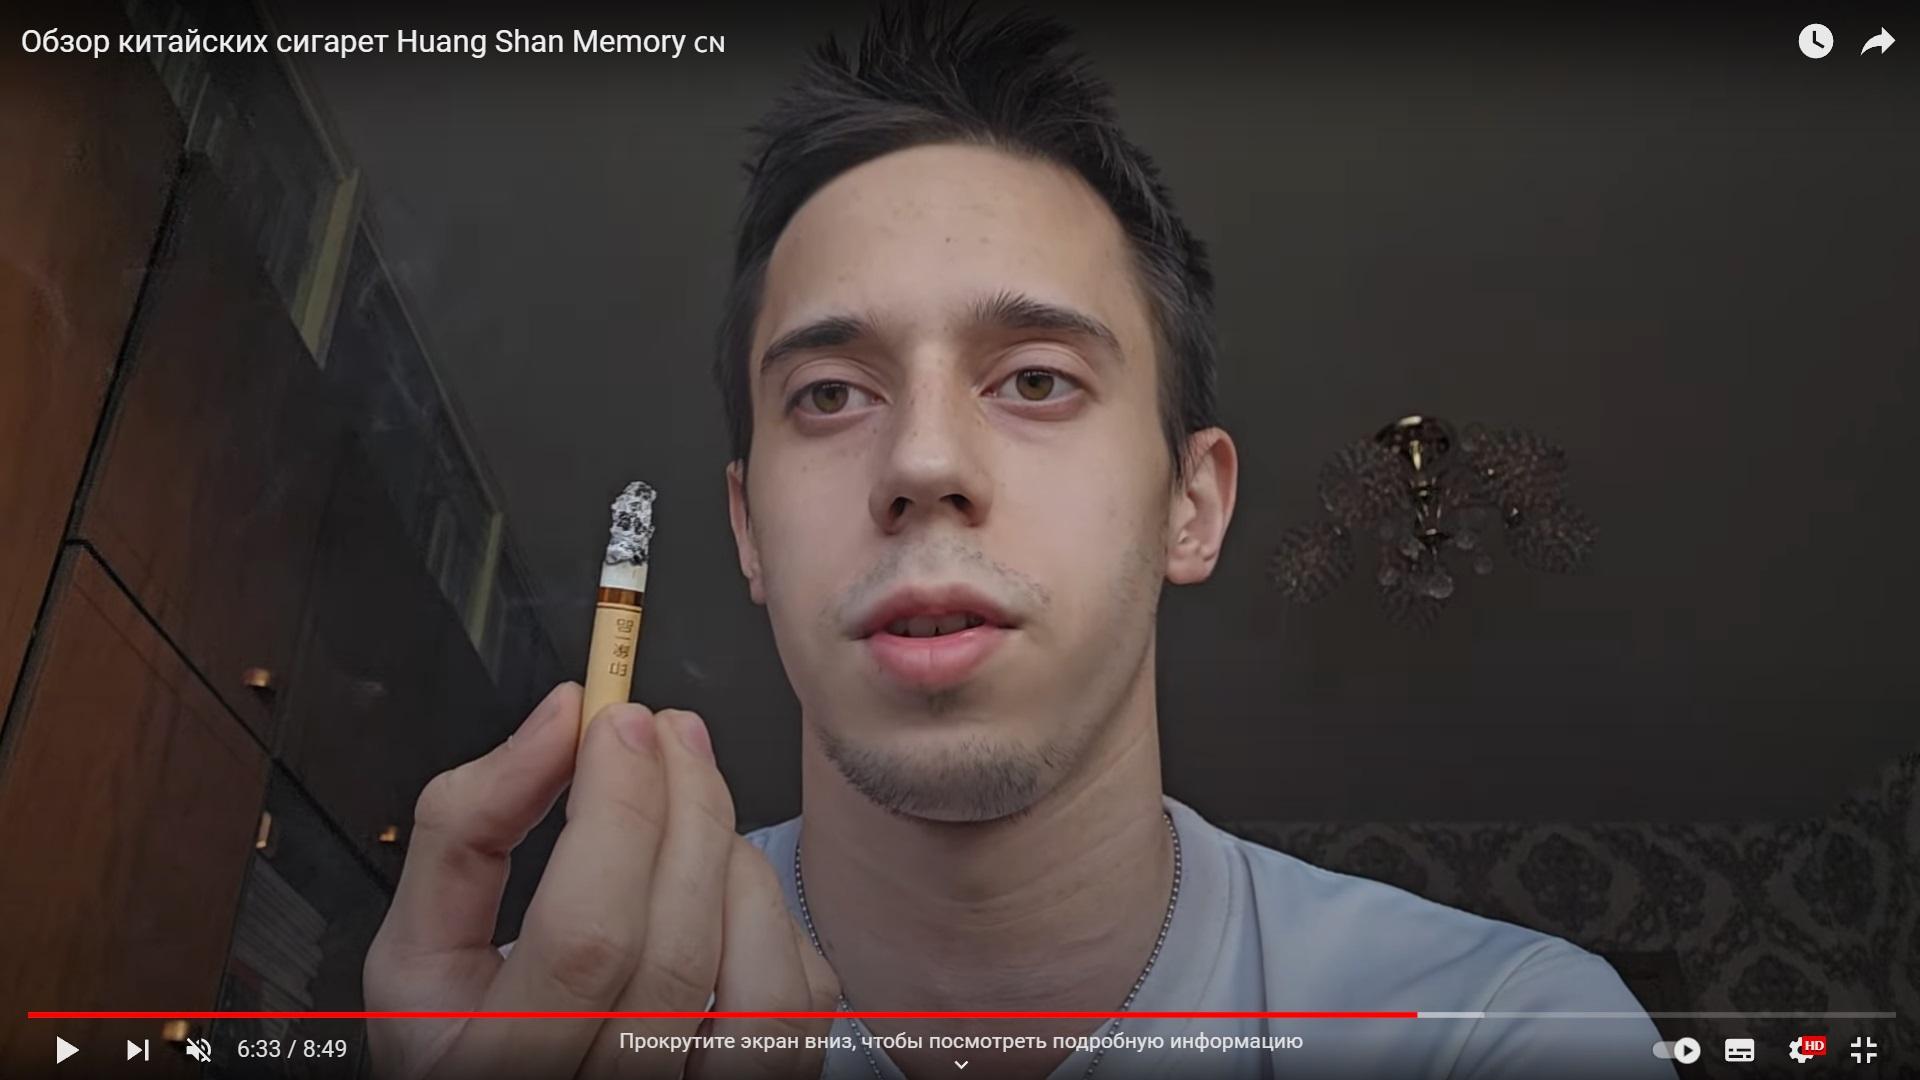 Обзор китайских сигарет Huang Shan Memory CN
6:33 / 8:49
Прокрутите экран вниз, чтобы посмотреть подробную информацию
HD